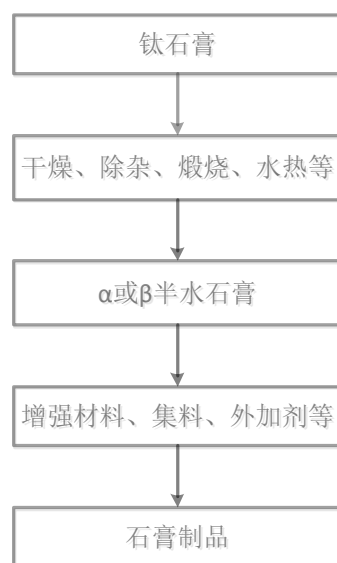 钛石膏
干燥、除杂、煅烧、水热等
α或β半水石膏
增强材料、集料、外加剂等
石膏制品